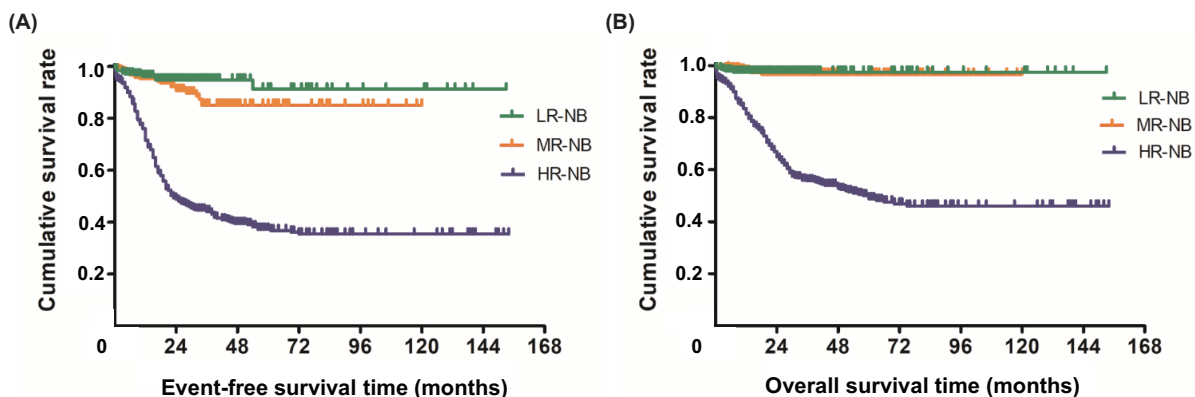 (A)
Cumulative survival rate
1.0
0.8
0.6
0.4
0.2
0
24 48 72 96 120 144 168
Event-free survival time (months)
LR-NB
MR-NB
HR-NB
(B)
Cumulative survival rate
1.0
0.8
0.6
0.4
0.2
0
24 48 72 96 120 144 168
Overall survival time (months)
LR-NB
MR-NB
HR-NB